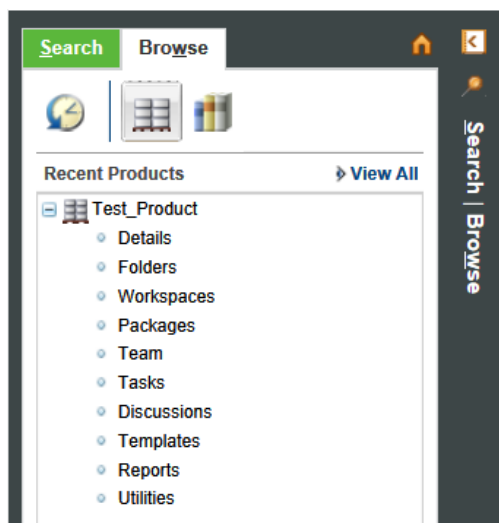 Search Browse
Recent Products View All
Test_Product
Details
Folders
Workspaces
Packages
Team
Tasks
Discussions
Templates
Reports
Utilities
Search | Browse